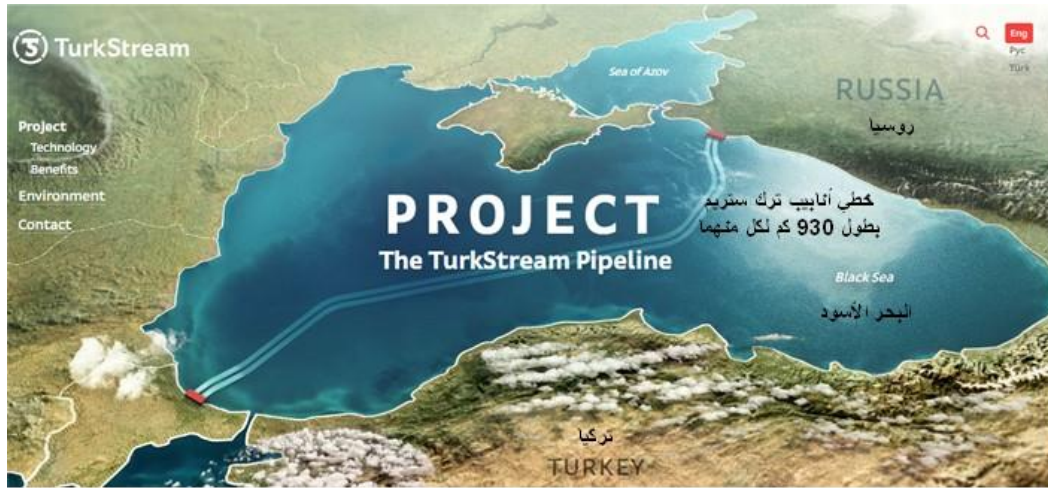 TurkStream
Eng
Рус
Türk
Sea of Azov
RUSSIA
روسيا
Project
Technology
Benefits
Environment
Contact
PROJECT
The TurkStream Pipeline
خطي أنابيب ترك ستريم
بطول 930 كم لكل منهما
Black Sea
البحر الأسود
تركيا
TURKEY